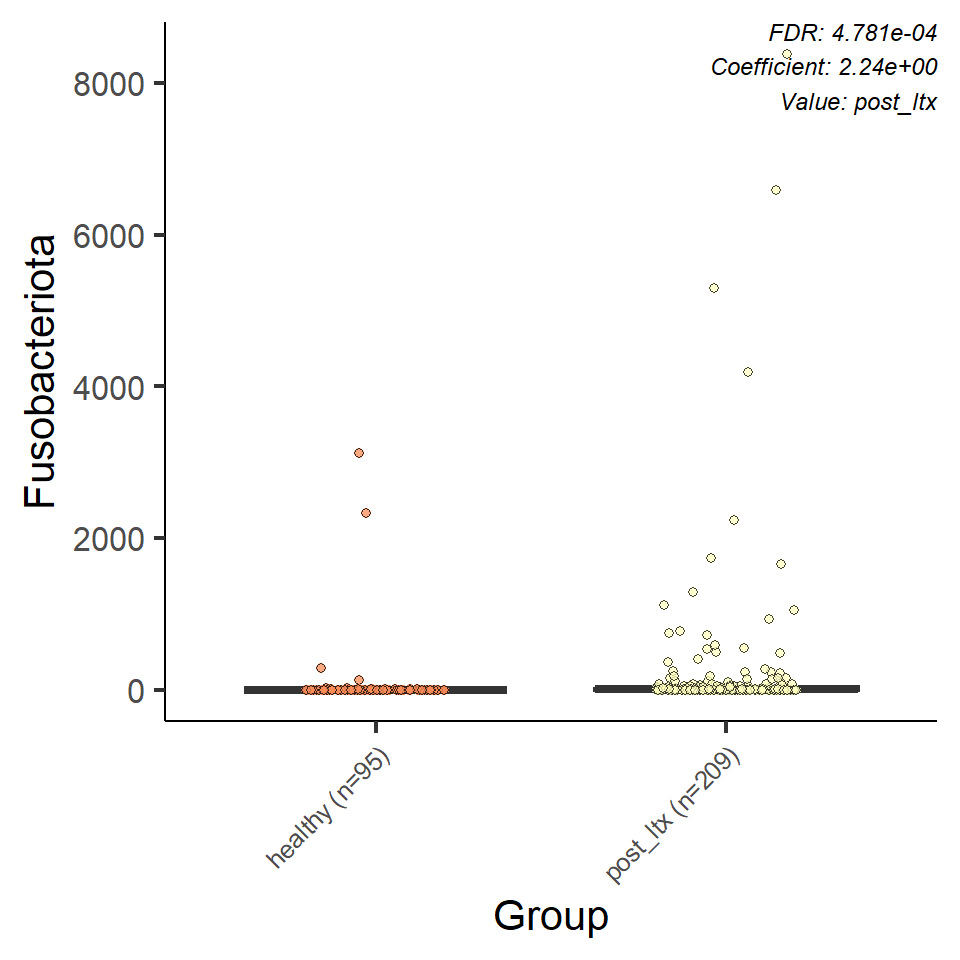 FDR: 4.781e-04
Coefficient: 2.24e+00
Value: post_ltx
8000
6000
4000
2000
0
Fusobacteriota
healthy (n=95)
post_ltx (n=209)
Group